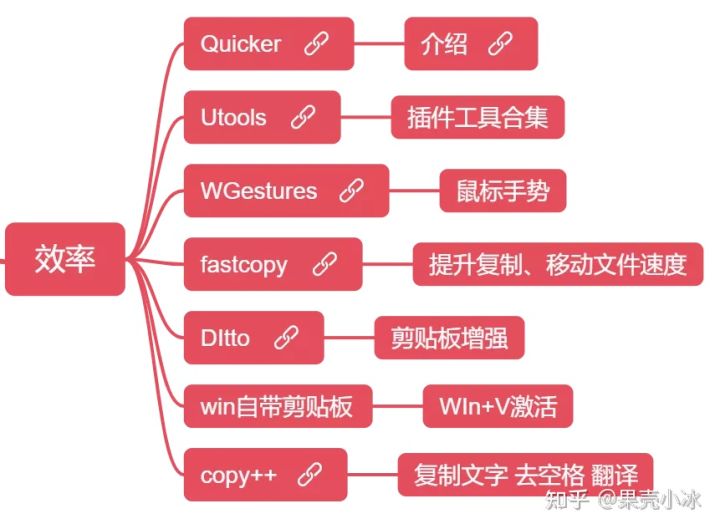 Quicker 介绍
Utools 插件工具合集
WGestures 鼠标手势
效率
fastcopy 提升复制、移动文件速度
DItto 剪贴板增强
win自带剪贴板 WIn+V激活
copy++ 复制文字 去空格 翻译
知乎 @果壳小冰